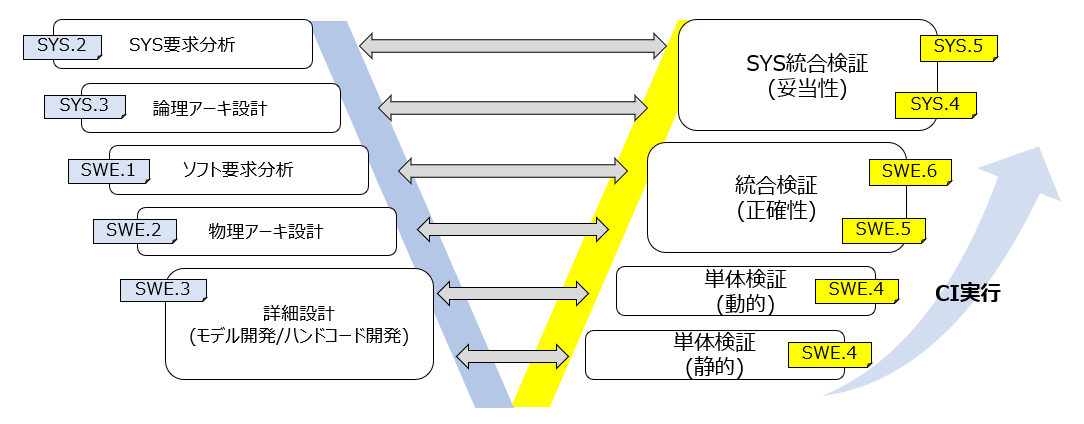 SYS.2
SYS要求分析
SYS.3
論理アーキ設計
SWE.1
ソフト要求分析
SWE.2
物理アーキ設計
SWE.3
詳細設計
(モデル開発/ハンドコード開発)
SYS統合検証
(妥当性)
SYS.5
SYS.4
統合検証
(正確性)
SWE.6
SWE.5
単体検証
(動的)
SWE.4
単体検証
(静的)
SWE.4
CI実行